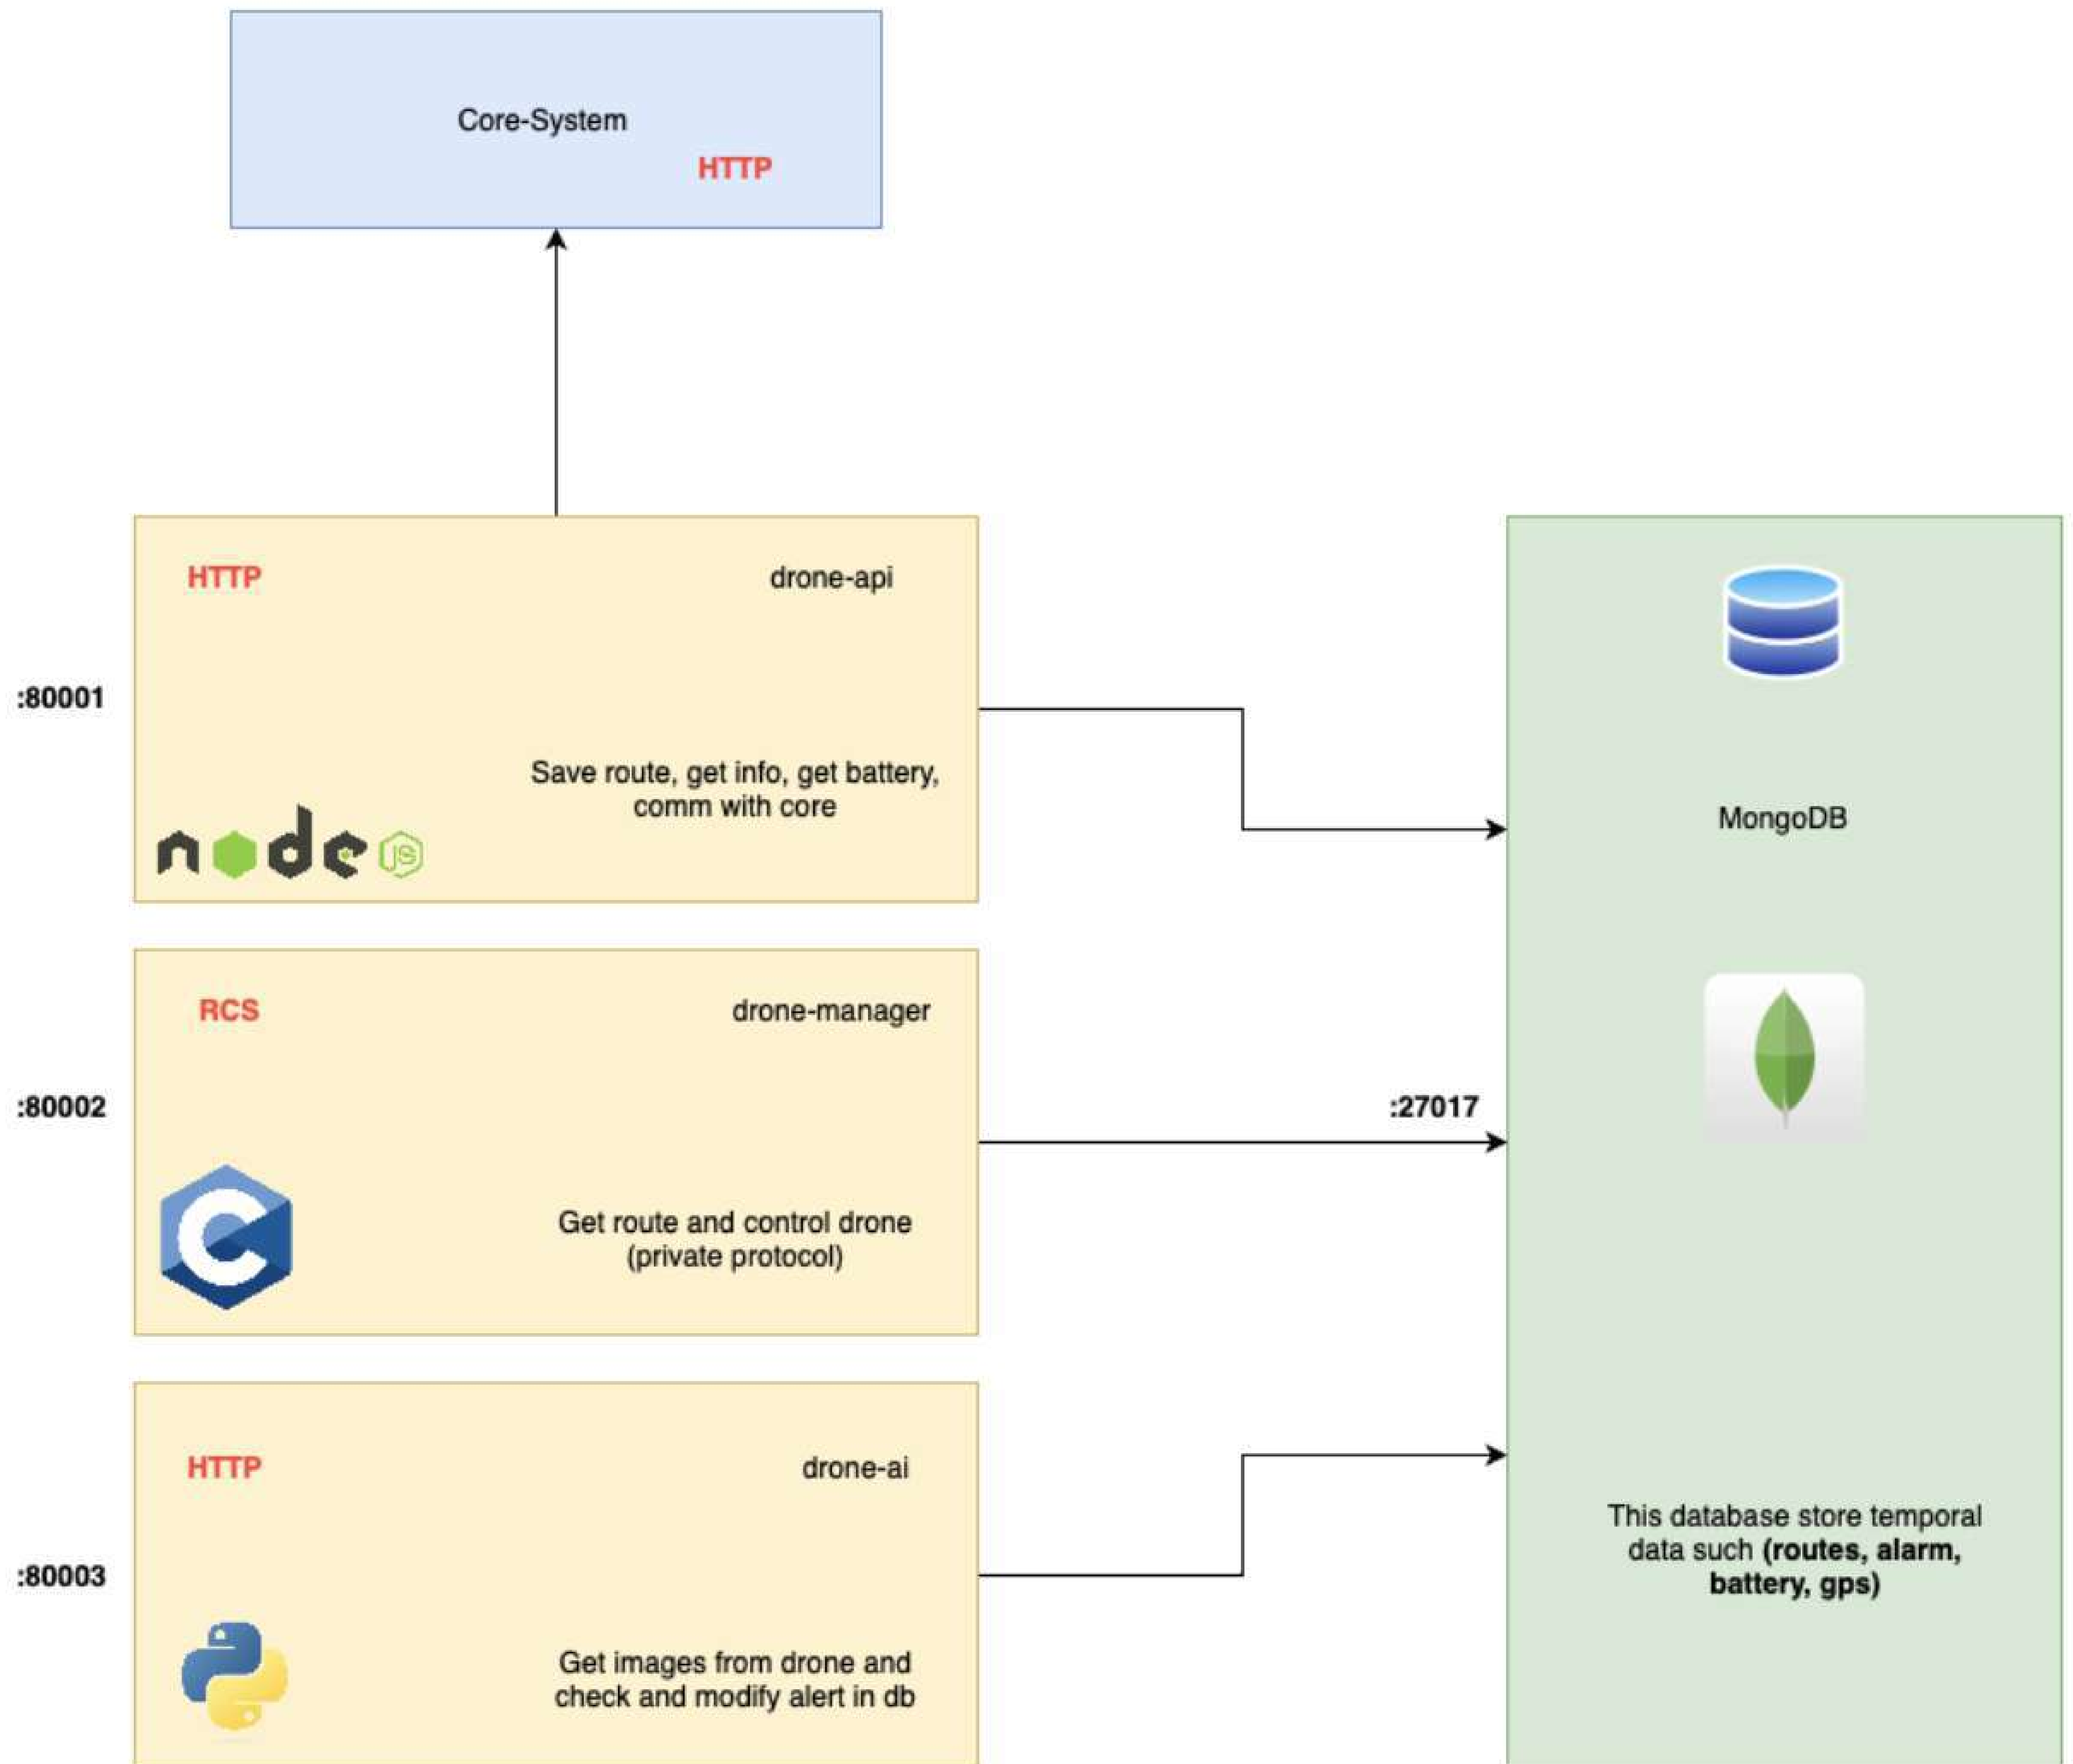 Core-System
HTTP
HTTP
drone-api
:80001
Save route, get info, get battery,
comm with core
node
JS
MongoDB
RCS
drone-manager
:80002
:27017
C
Get route and control drone
(private protocol)
HTTP
drone-ai
:80003
This database store temporal
data such (routes, alarm,
battery, gps)
Get images from drone and
check and modify alert in db